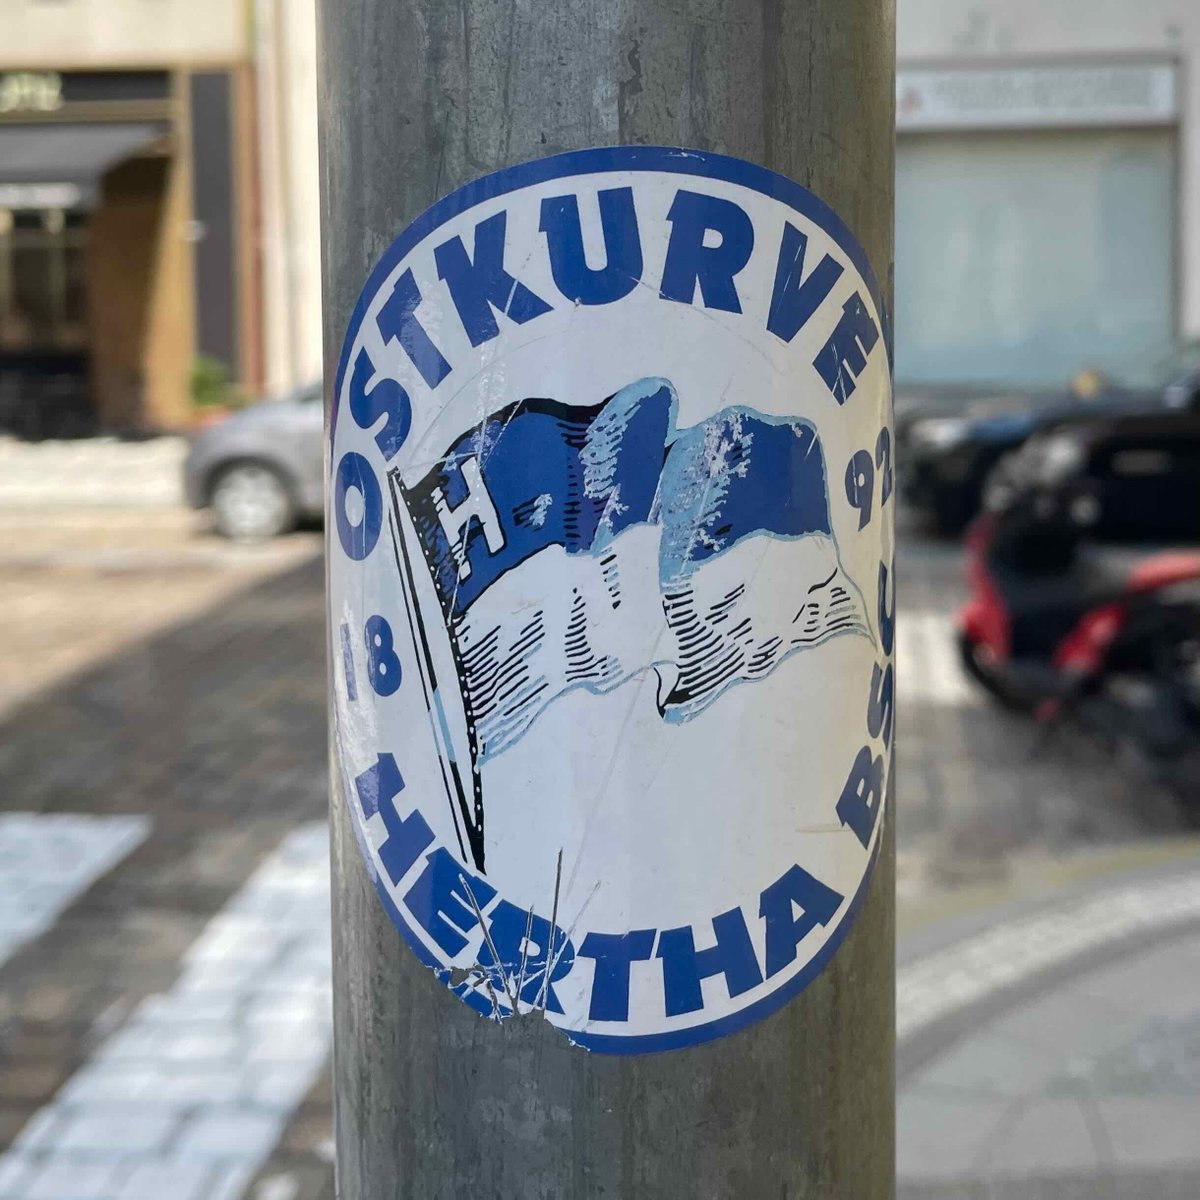 OSTKURVE
H
18 92
HERTHA BSC